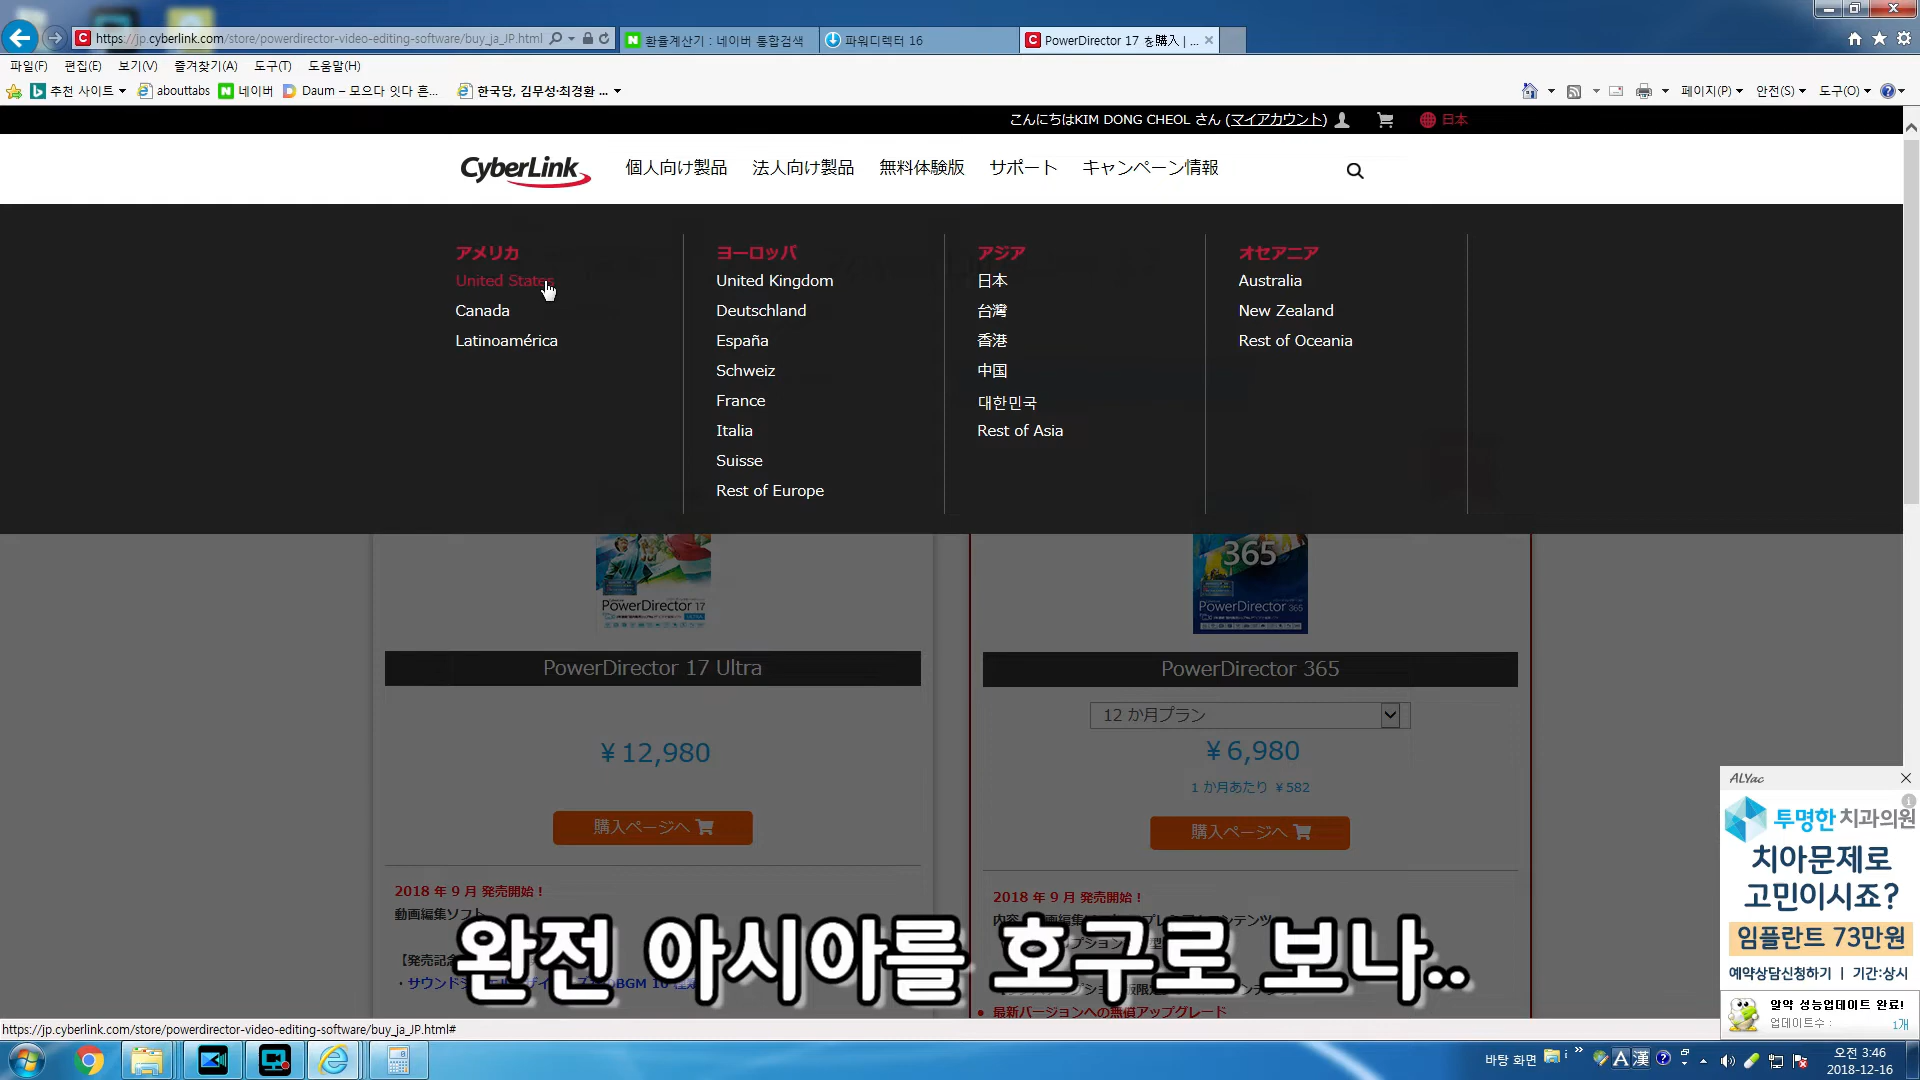 https://jp.cyberlink.com/store/powerdirector-video-editing-software/buy_ja_JP.html
환율계산기 : 네이버 통합검색
파워디렉터 16
PowerDirector 17 を購入 | ...
파일(F) 편집(E) 보기(V) 즐겨찾기(A) 도구(T) 도움말(H)
추천 사이트 abouttabs 네이버 Daum – 모으다 잇다 흔... 한국당, 김무성·최경환 ... 페이지(P) 안전(S) 도구(O)
こんにちはKIM DONG CHEOL さん (マイアカウント) 日本
CyberLink 個人向け製品 法人向け製品 無料体験版 サポート キャンペーン情報
アメリカ
United States
Canada
Latinoamérica
ヨーロッパ
United Kingdom
Deutschland
España
Schweiz
France
Italia
Suisse
Rest of Europe
アジア
日本
台灣
香港
中国
대한민국
Rest of Asia
オセアニア
Australia
New Zealand
Rest of Oceania
PowerDirector 17
PowerDirector 17 Ultra
¥12,980
購入ページへ
2018 年 9 月 発売開始！
動画編集ソフト
365
PowerDirector 365
PowerDirector 365
12 か月プラン
¥6,980
1 か月あたり ¥582
購入ページへ
2018 年 9 月 発売開始！
最新バージョンへの無償アップグレード
완전 아시아를 호구로 보나..
ALYac
투명한 치과의원
치아문제로
고민이시죠?
임플란트 73만원
예약상담신청하기 | 기간:상시
알약 성능업데이트 완료!
업데이트수 : 1개
https://jp.cyberlink.com/store/powerdirector-video-editing-software/buy_ja_JP.html#
바탕 화면
A 漢
오전 3:46
2018-12-16